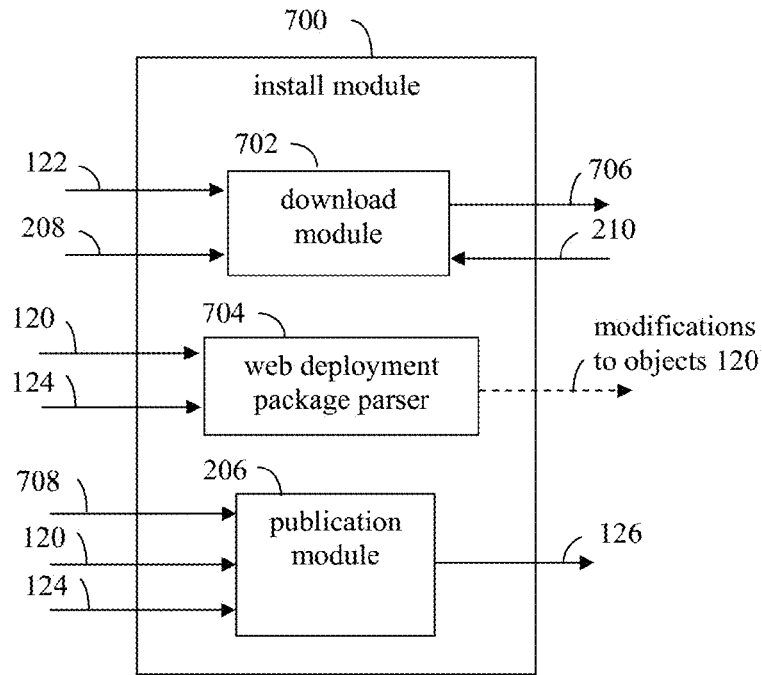 700
install module
702
122
706
download
module
208
210
120
704
modifications
to objects 120
124
web deployment
package parser
708
206
publication
module
120
126
124